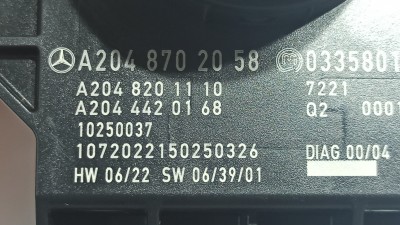 A204 870 20 58 0335801
A204 820 11 10 7221
A204 442 01 68 Q2 0001
10250037
1072022150250326 DIAG 00/04
HW 06/22 SW 06/39/01